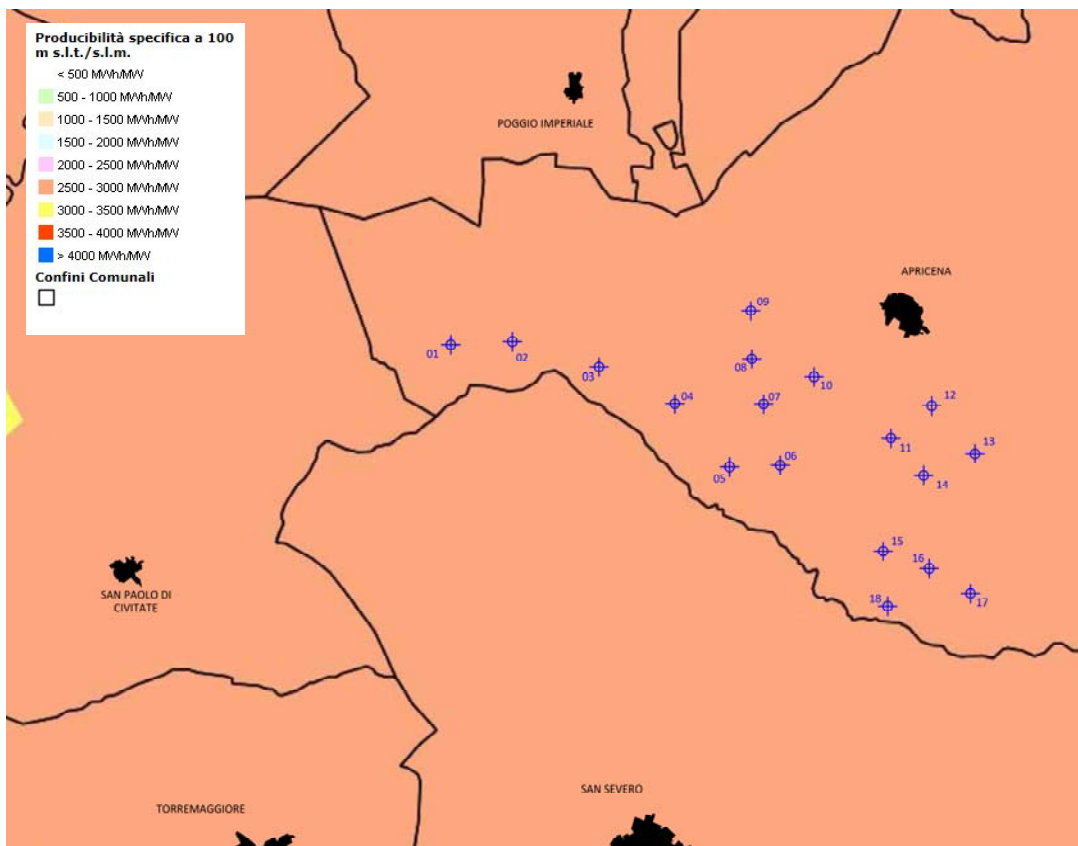 Producibilità specifica a 100
m s.l.t./s.l.m.
< 500 MWh/MW
500 - 1000 MWh/MW
1000 - 1500 MWh/MW
1500 - 2000 MWh/MW
2000 - 2500 MWh/MW
2500 - 3000 MWh/MW
3000 - 3500 MWh/MW
3500 - 4000 MWh/MW
> 4000 MWh/MW
Confini Comunali
POGGIO IMPERIALE
APRICENA
09
01
02
03
08
10
04
07
12
11
13
05
06
14
15
16
18
17
SAN PAOLO DI
CIVITATE
SAN SEVERO
TORREMAGGIORE